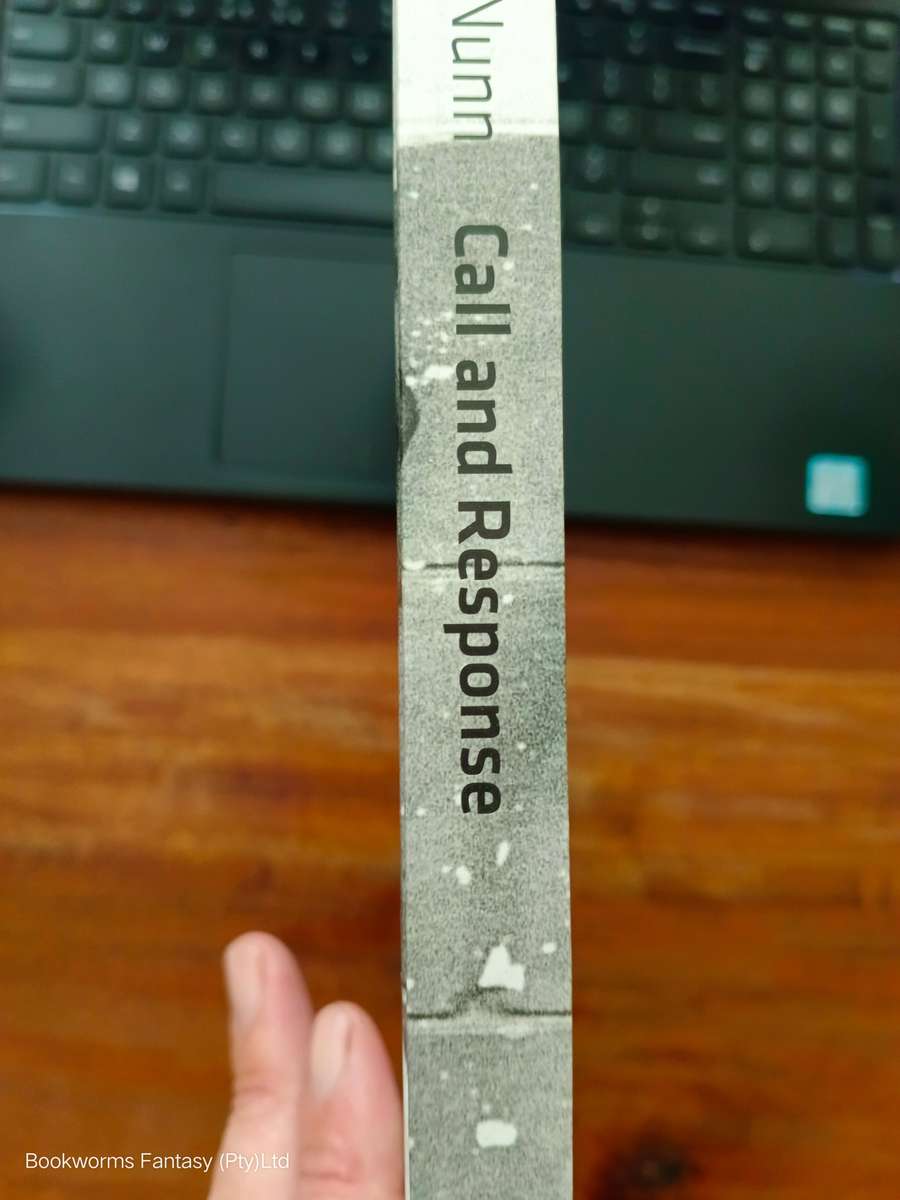 Nunn Call and Response
Bookworms Fantasy (Pty)Ltd